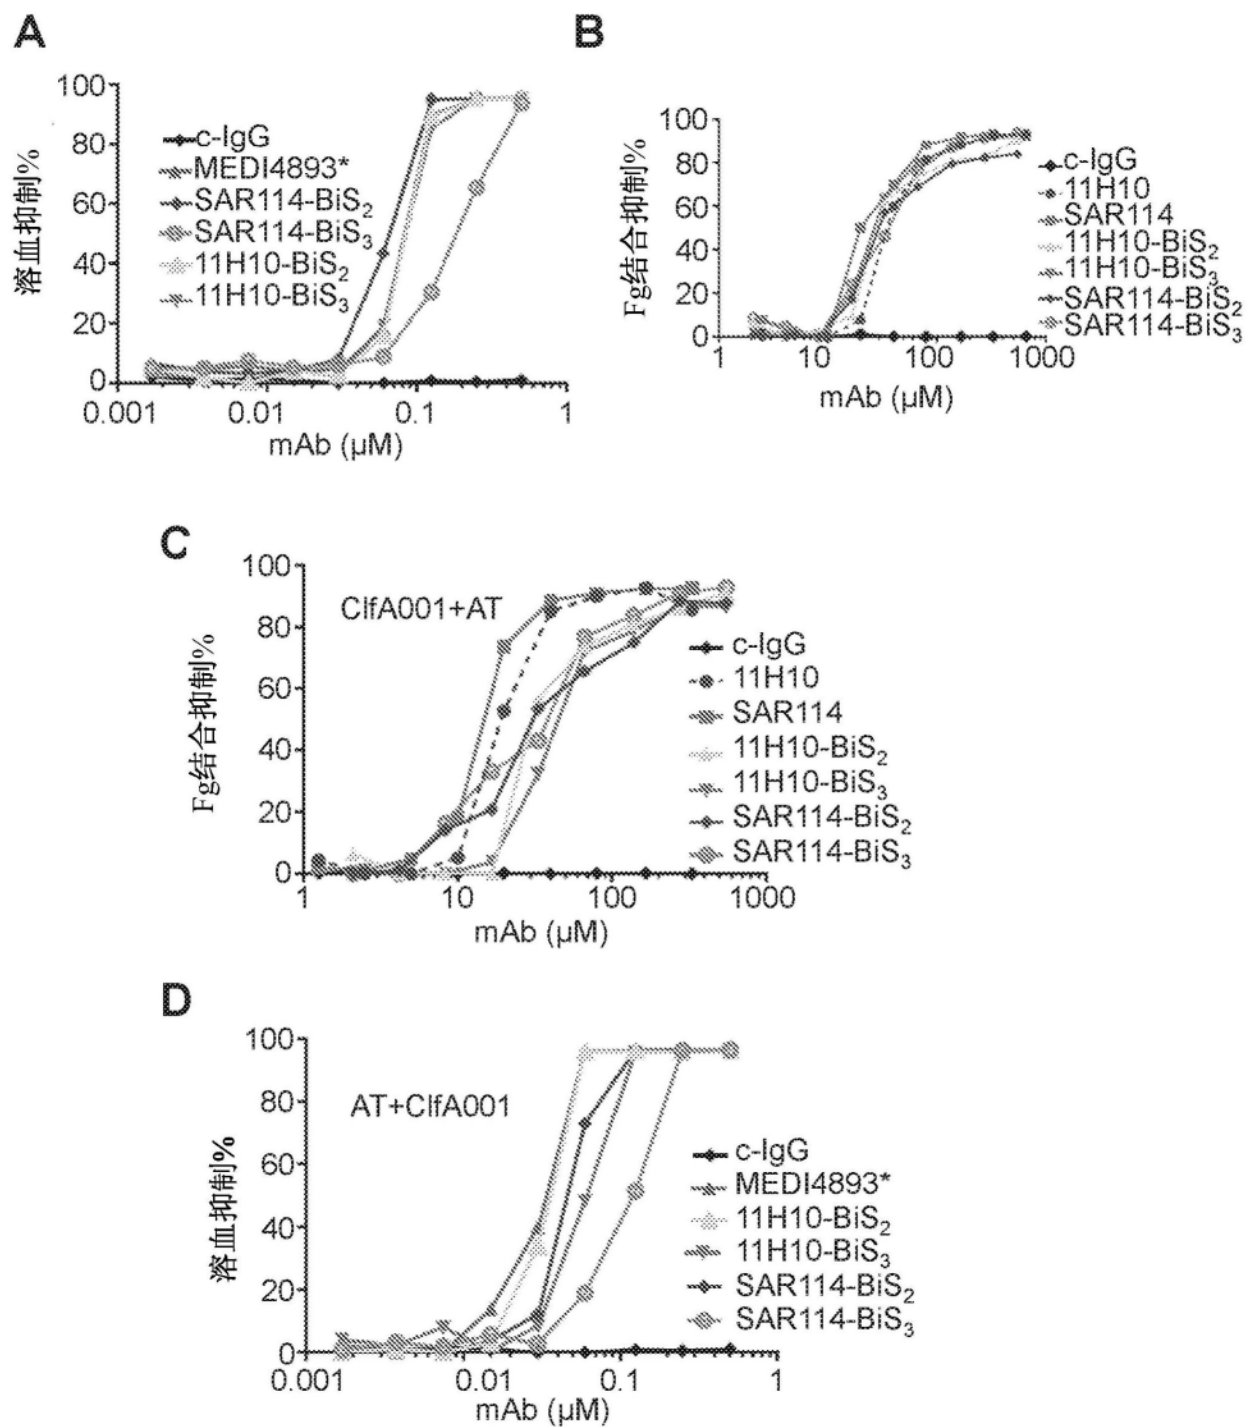 A
溶血抑制%
100
80
60
40
20
0
c-IgG
MEDI4893*
SAR114-BiS₂
SAR114-BiS₃
11H10-BiS₂
11H10-BiS₃
0.001 0.01 0.1 1
mAb (µM)
B
Fg结合抑制%
100
80
60
40
20
0
1 10 100 1000
mAb (µM)
c-IgG
11H10
SAR114
11H10-BiS₂
11H10-BiS₃
SAR114-BiS₂
SAR114-BiS₃
C
Fg结合抑制%
100
80
60
40
20
0
ClfA001+AT
1 10 100 1000
mAb (µM)
c-IgG
11H10
SAR114
11H10-BiS₂
11H10-BiS₃
SAR114-BiS₂
SAR114-BiS₃
D
溶血抑制%
100
80
60
40
20
0
AT+ClfA001
0.001 0.01 0.1 1
mAb (µM)
c-IgG
MEDI4893*
11H10-BiS₂
11H10-BiS₃
SAR114-BiS₂
SAR114-BiS₃